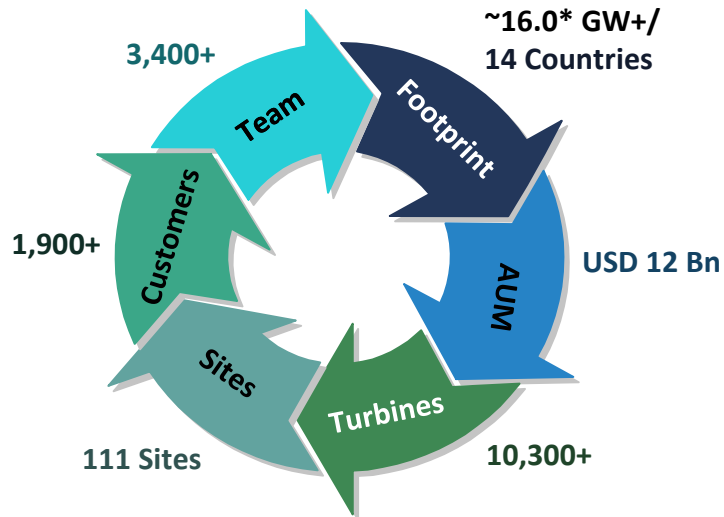 ~16.0* GW+/
14 Countries
3,400+
Team
Footprint
1,900+
Customers
AUM
USD 12 Bn
Sites
Turbines
111 Sites
10,300+